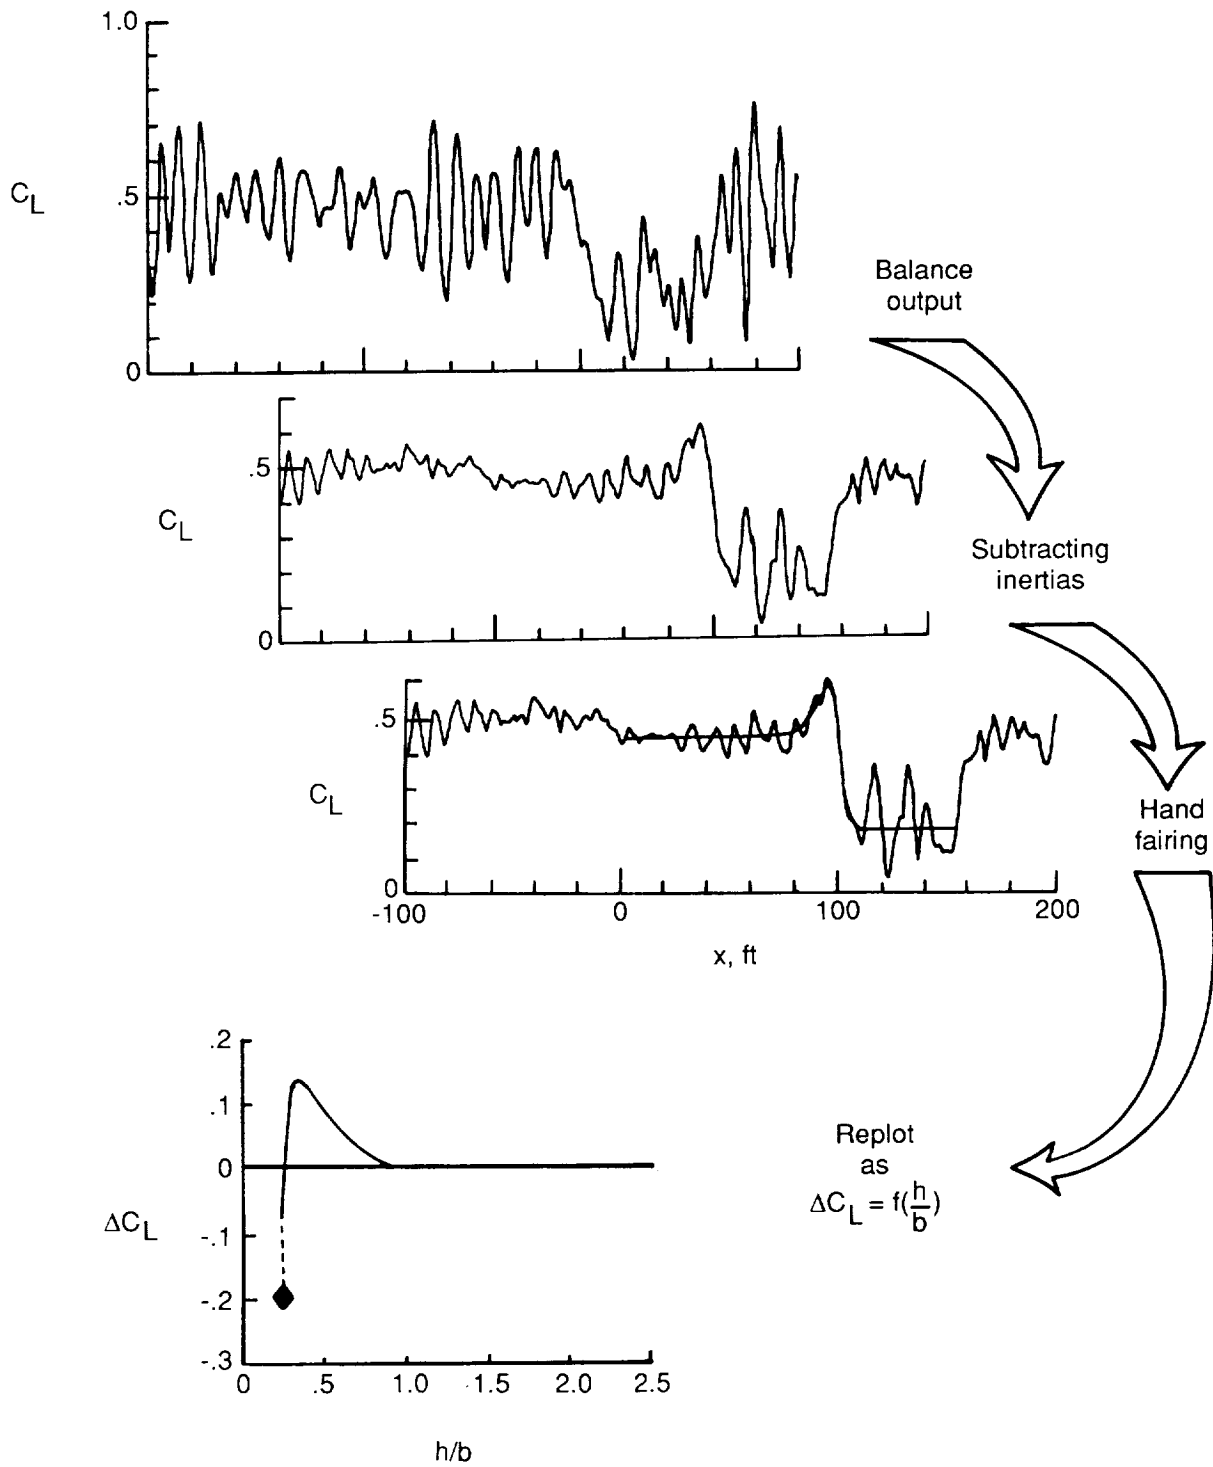 1.0
C_L
.5
0
Balance
output
.5
C_L
0
Subtracting
inertias
.5
C_L
0
-100
0
100
200
x, ft
Hand
fairing
.2
.1
0
ΔC_L
-.1
-.2
-.3
0
.5
1.0
1.5
2.0
2.5
h/b
Replot
as
ΔC_L = f(h/b)